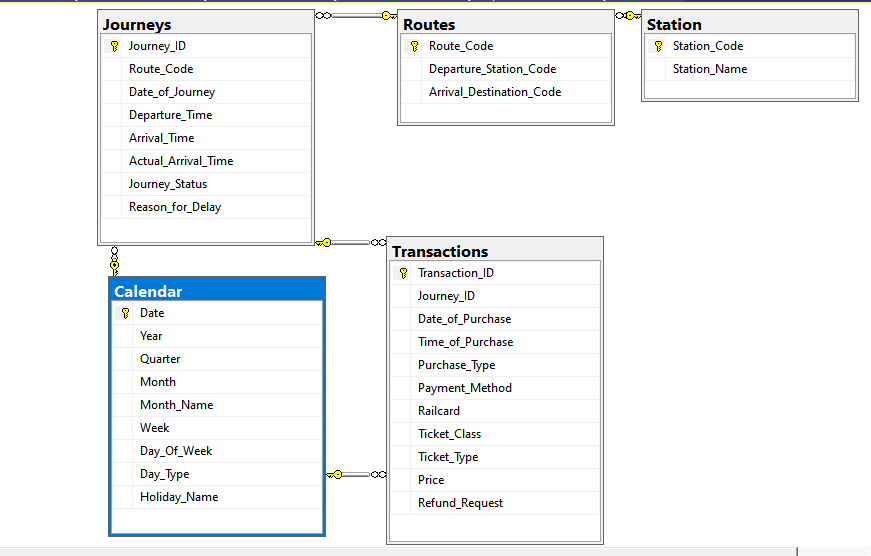 Journeys
Journey_ID
Route_Code
Date_of_Journey
Departure_Time
Arrival_Time
Actual_Arrival_Time
Journey_Status
Reason_for_Delay
Routes
Route_Code
Departure_Station_Code
Arrival_Destination_Code
Station
Station_Code
Station_Name
Calendar
Date
Year
Quarter
Month
Month_Name
Week
Day_Of_Week
Day_Type
Holiday_Name
Transactions
Transaction_ID
Journey_ID
Date_of_Purchase
Time_of_Purchase
Purchase_Type
Payment_Method
Railcard
Ticket_Class
Ticket_Type
Price
Refund_Request